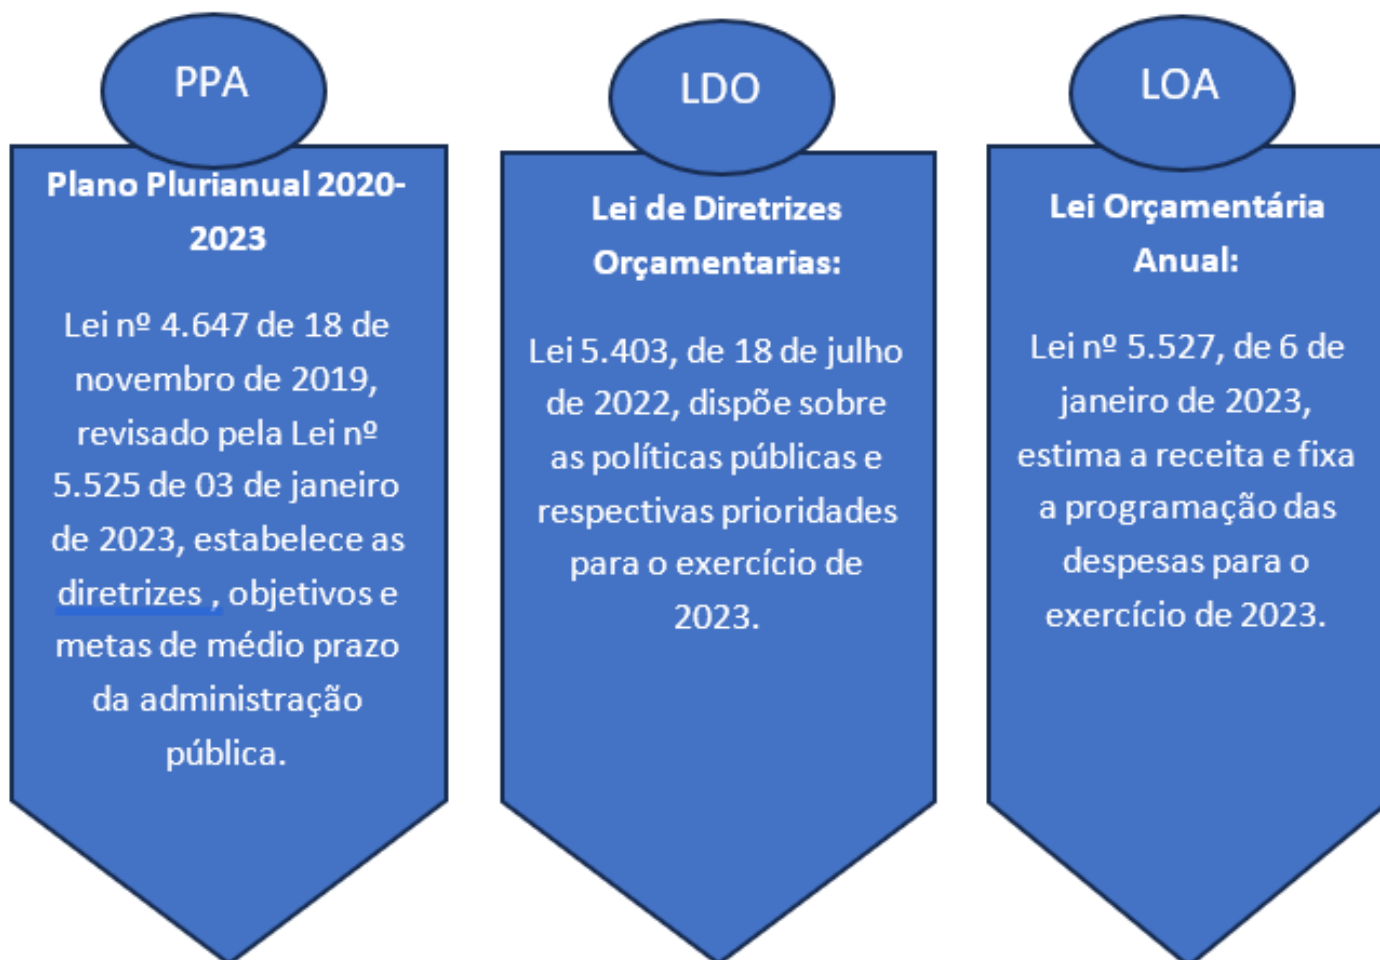 PPA
Plano Plurianual 2020-
2023
Lei nº 4.647 de 18 de
novembro de 2019,
revisado pela Lei nº
5.525 de 03 de janeiro
de 2023, estabelece as
diretrizes , objetivos e
metas de médio prazo
da administração
pública.
LDO
Lei de Diretrizes
Orçamentarias:
Lei 5.403, de 18 de julho
de 2022, dispõe sobre
as políticas públicas e
respectivas prioridades
para o exercício de
2023.
LOA
Lei Orçamentária
Anual:
Lei nº 5.527, de 6 de
janeiro de 2023,
estima a receita e fixa
a programação das
despesas para o
exercício de 2023.